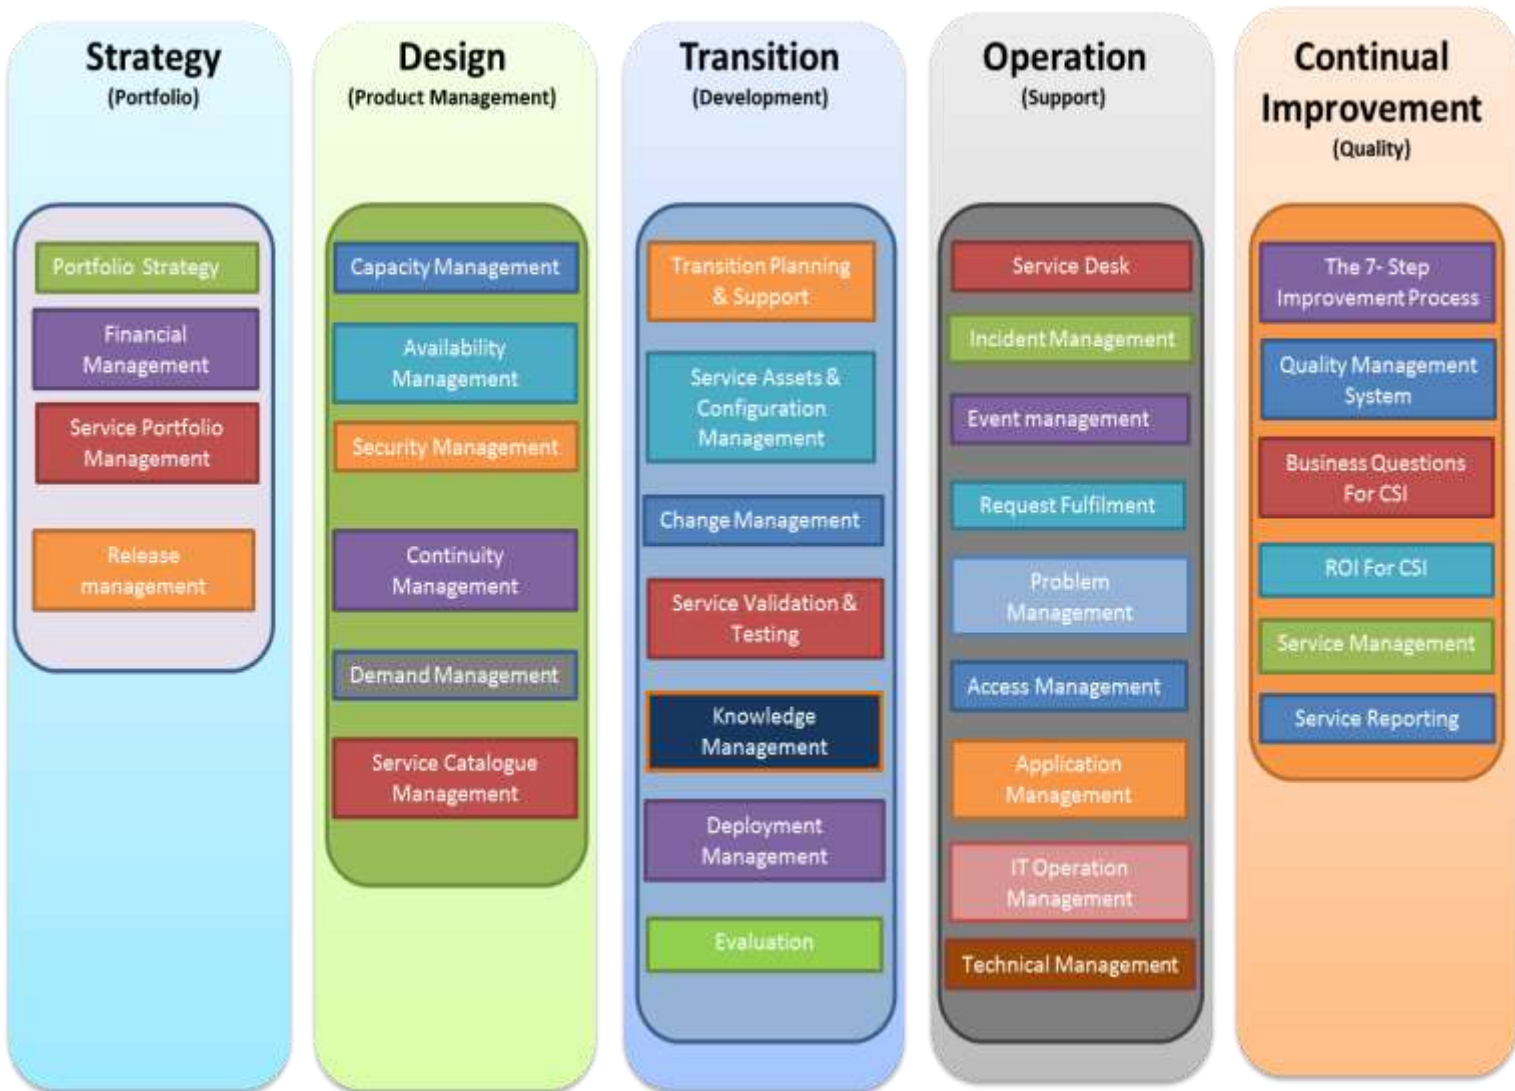 Strategy
(Portfolio)
Portfolio Strategy
Financial
Management
Service Portfolio
Management
Release
management
Design
(Product Management)
Capacity Management
Availability
Management
Security Management
Continuity
Management
Demand Management
Service Catalogue
Management
Transition
(Development)
Transition Planning
& Support
Service Assets &
Configuration
Management
Change Management
Service Validation &
Testing
Knowledge
Management
Deployment
Management
Evaluation
Operation
(Support)
Service Desk
Incident Management
Event management
Request Fulfilment
Problem
Management
Access Management
Application
Management
IT Operation
Management
Technical Management
Continual
Improvement
(Quality)
The 7- Step
Improvement Process
Quality Management
System
Business Questions
For CSI
ROI For CSI
Service Management
Service Reporting